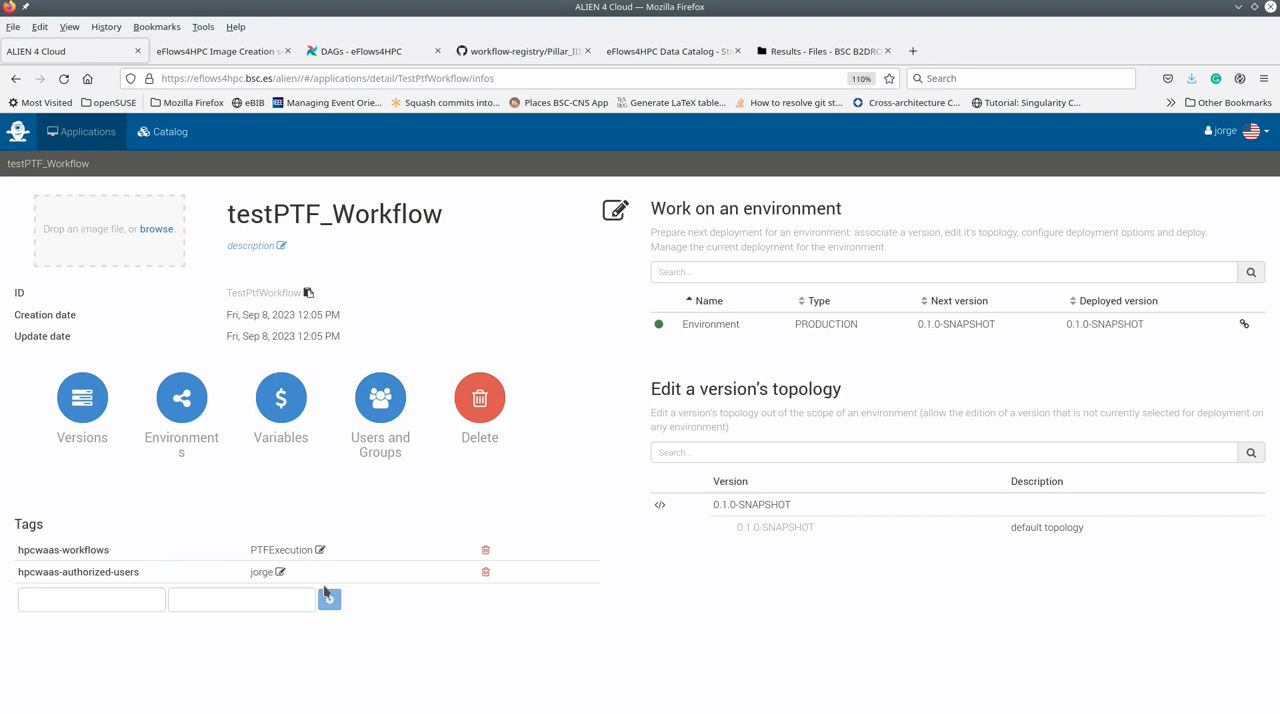 ALIEN 4 Cloud — Mozilla Firefox
File Edit View History Bookmarks Tools Help
ALIEN 4 Cloud
eFlows4HPC Image Creation s
DAGs - eFlows4HPC
workflow-registry/Pillar_II
eFlows4HPC Data Catalog - St
Results - Files - BSC B2DRO
https://eflows4hpc.bsc.es/alien//#/applications/detail/TestPtfWorkflow/infos
110%
Search
Most Visited
openSUSE
Mozilla Firefox
eBIB
Managing Event Orie...
Squash commits into...
Places BSC-CNS App
Generate LaTeX table...
How to resolve git st...
Cross-architecture C...
Tutorial: Singularity C...
Other Bookmarks
Applications
Catalog
jorge
testPTF_Workflow
Drop an image file, or browse.
testPTF_Workflow
description
ID TestPtfWorkflow
Creation date Fri, Sep 8, 2023 12:05 PM
Update date Fri, Sep 8, 2023 12:05 PM
Versions
Environment
s
Variables
Users and
Groups
Delete
Tags
hpcwaas-workflows PTFExecution
hpcwaas-authorized-users jorge
Work on an environment
Prepare next deployment for an environment: associate a version, edit it's topology, configure deployment options and deploy.
Manage the current deployment for the environment.
Search...
Name Type Next version Deployed version
Environment PRODUCTION 0.1.0-SNAPSHOT 0.1.0-SNAPSHOT
Edit a version's topology
Edit a version's topology out of the scope of an environment (allow the edition of a version that is not currently selected for deployment on
any environment)
Search...
Version Description
0.1.0-SNAPSHOT
0.1.0-SNAPSHOT default topology